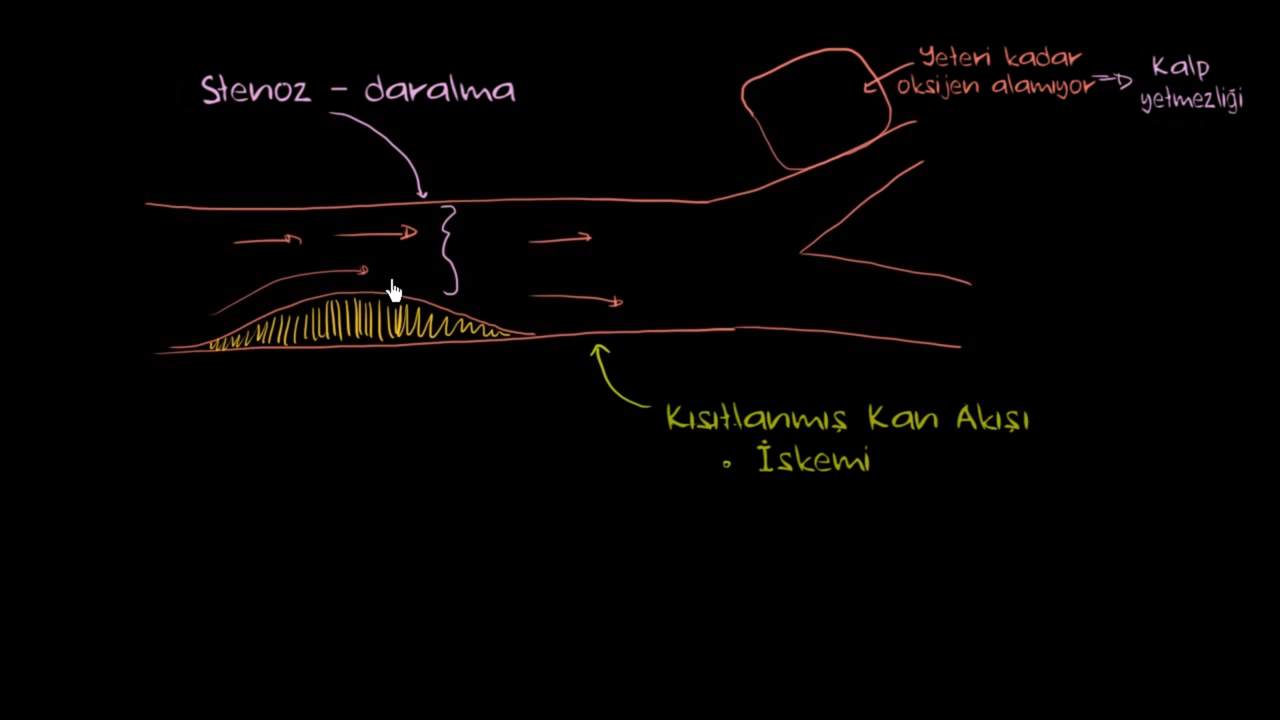 Stenoz - daralma
Yeteri kadar
oksijen alamıyor
Kalp
yetmezliği
Kısıtlanmış Kan Akışı
• İskemi